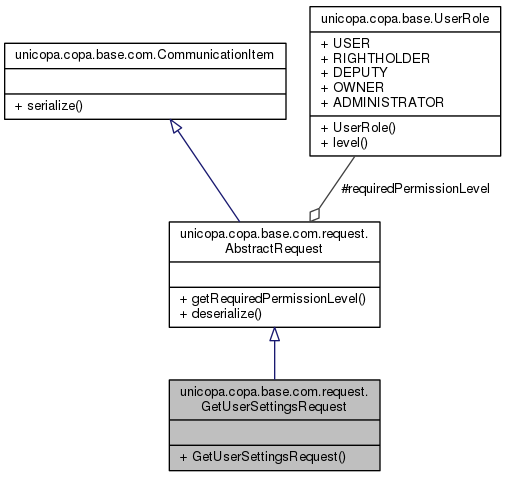 unicopa.copa.base.UserRole
+ USER
+ RIGHTHOLDER
+ DEPUTY
+ OWNER
+ ADMINISTRATOR
+ UserRole()
+ level()
unicopa.copa.base.com.CommunicationItem
+ serialize()
#requiredPermissionLevel
unicopa.copa.base.com.request.
AbstractRequest
+ getRequiredPermissionLevel()
+ deserialize()
unicopa.copa.base.com.request.
GetUserSettingsRequest
+ GetUserSettingsRequest()